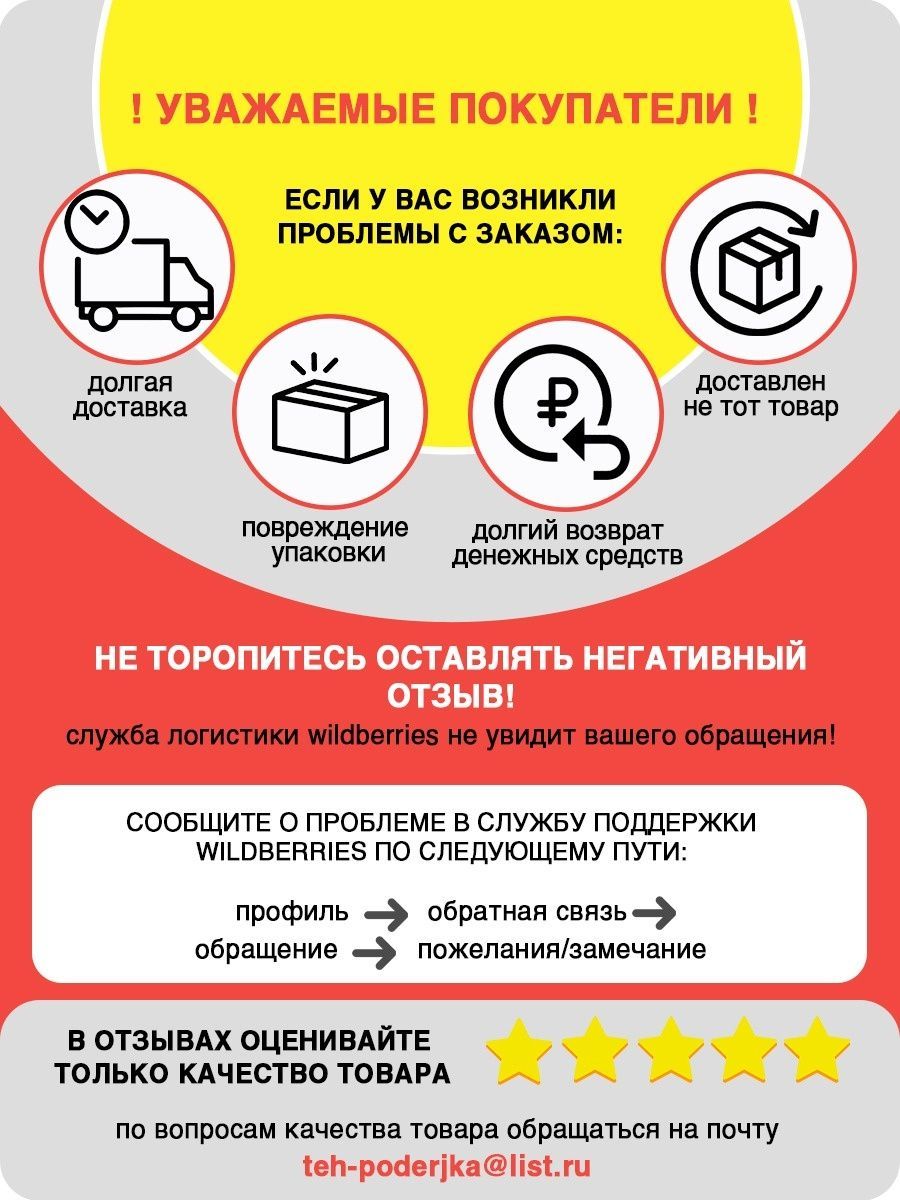 ! УВАЖАЕМЫЕ ПОКУПАТЕЛИ !
ЕСЛИ У ВАС ВОЗНИКЛИ
ПРОБЛЕМЫ С ЗАКАЗОМ:
долгая
доставка
повреждение
упаковки
долгий возврат
денежных средств
доставлен
не тот товар
НЕ ТОРОПИТЕСЬ ОСТАВЛЯТЬ НЕГАТИВНЫЙ
ОТЗЫВ!
служба логистики wildberries не увидит вашего обращения!
СООБЩИТЕ О ПРОБЛЕМЕ В СЛУЖБУ ПОДДЕРЖКИ
WILDBERRIES ПО СЛЕДУЮЩЕМУ ПУТИ:
профиль → обратная связь →
обращение → пожелания/замечание
В ОТЗЫВАХ ОЦЕНИВАЙТЕ
ТОЛЬКО КАЧЕСТВО ТОВАРА
по вопросам качества товара обращаться на почту
teh-poderjka@list.ru